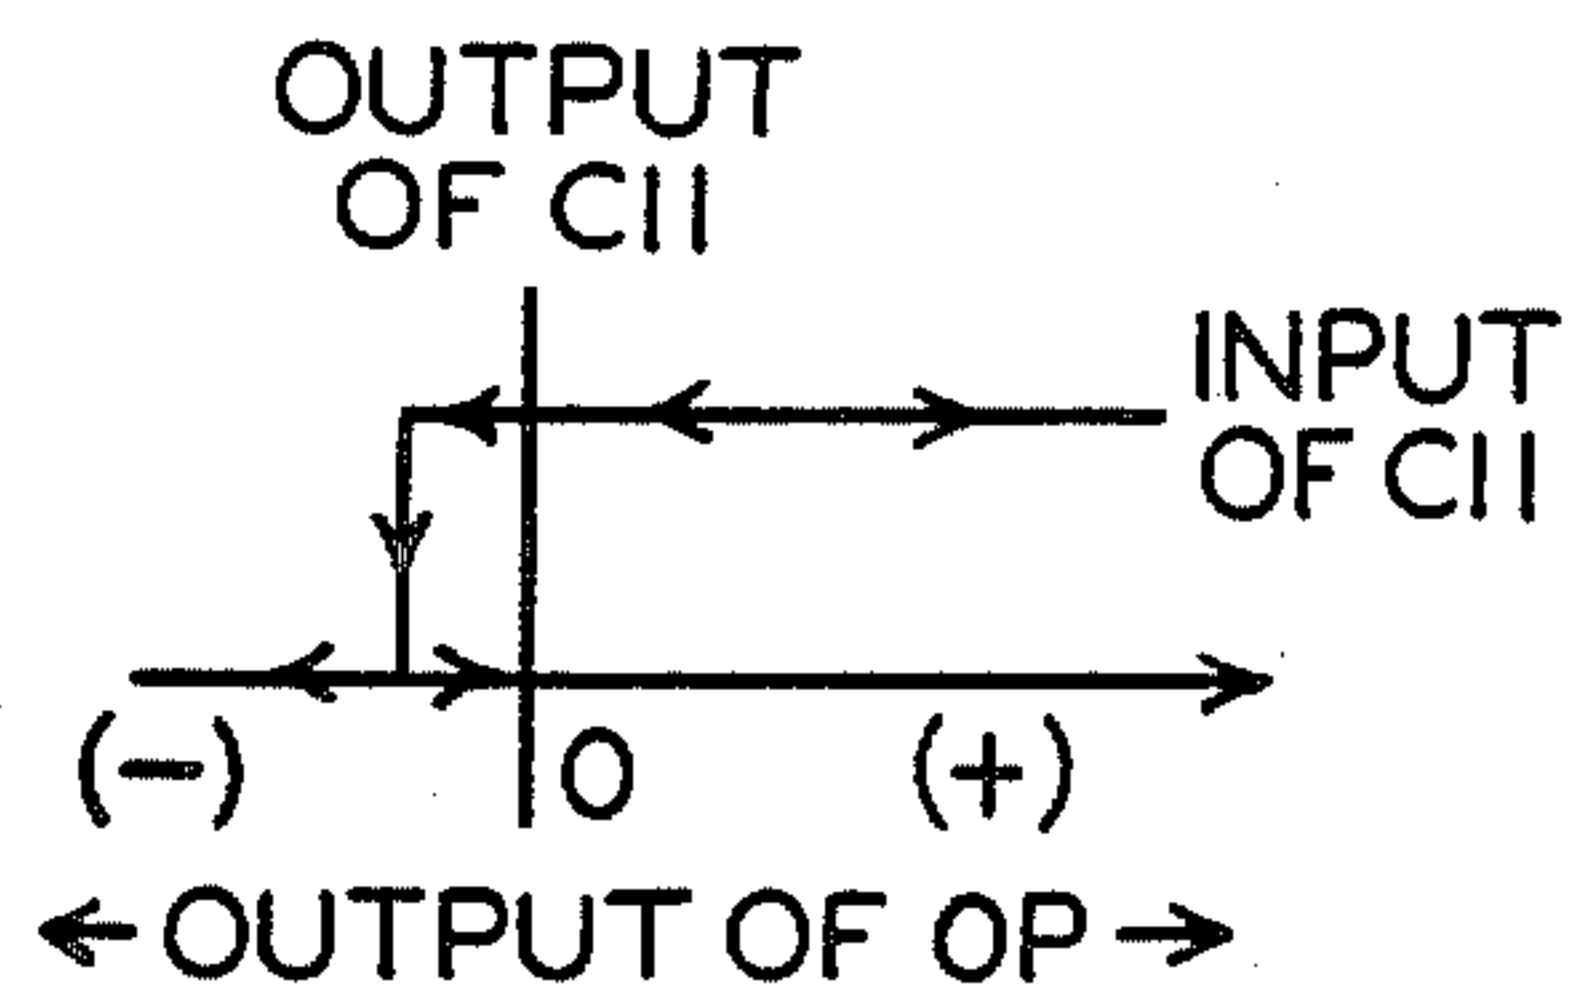 OUTPUT
OF C11
INPUT
OF C11
(-) 0 (+)
← OUTPUT OF OP →